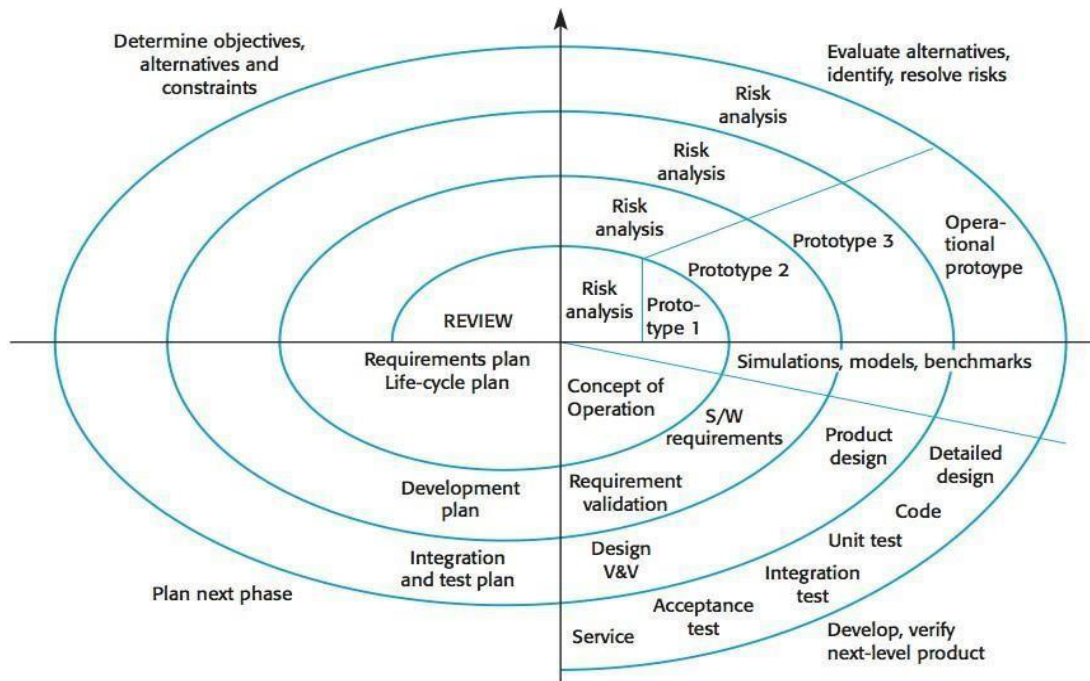 Determine objectives,
alternatives and
constraints
Evaluate alternatives,
identify, resolve risks
Risk
analysis
Risk
analysis
Risk
analysis
Risk
analysis
Proto-
type 1
Prototype 2
Prototype 3
Opera-
tional
protoype
REVIEW
Requirements plan
Life-cycle plan
Concept of
Operation
Simulations, models, benchmarks
S/W
requirements
Product
design
Detailed
design
Development
plan
Requirement
validation
Code
Unit test
Integration
and test plan
Design
V&V
Integration
test
Plan next phase
Acceptance
test
Service
Develop, verify
next-level product